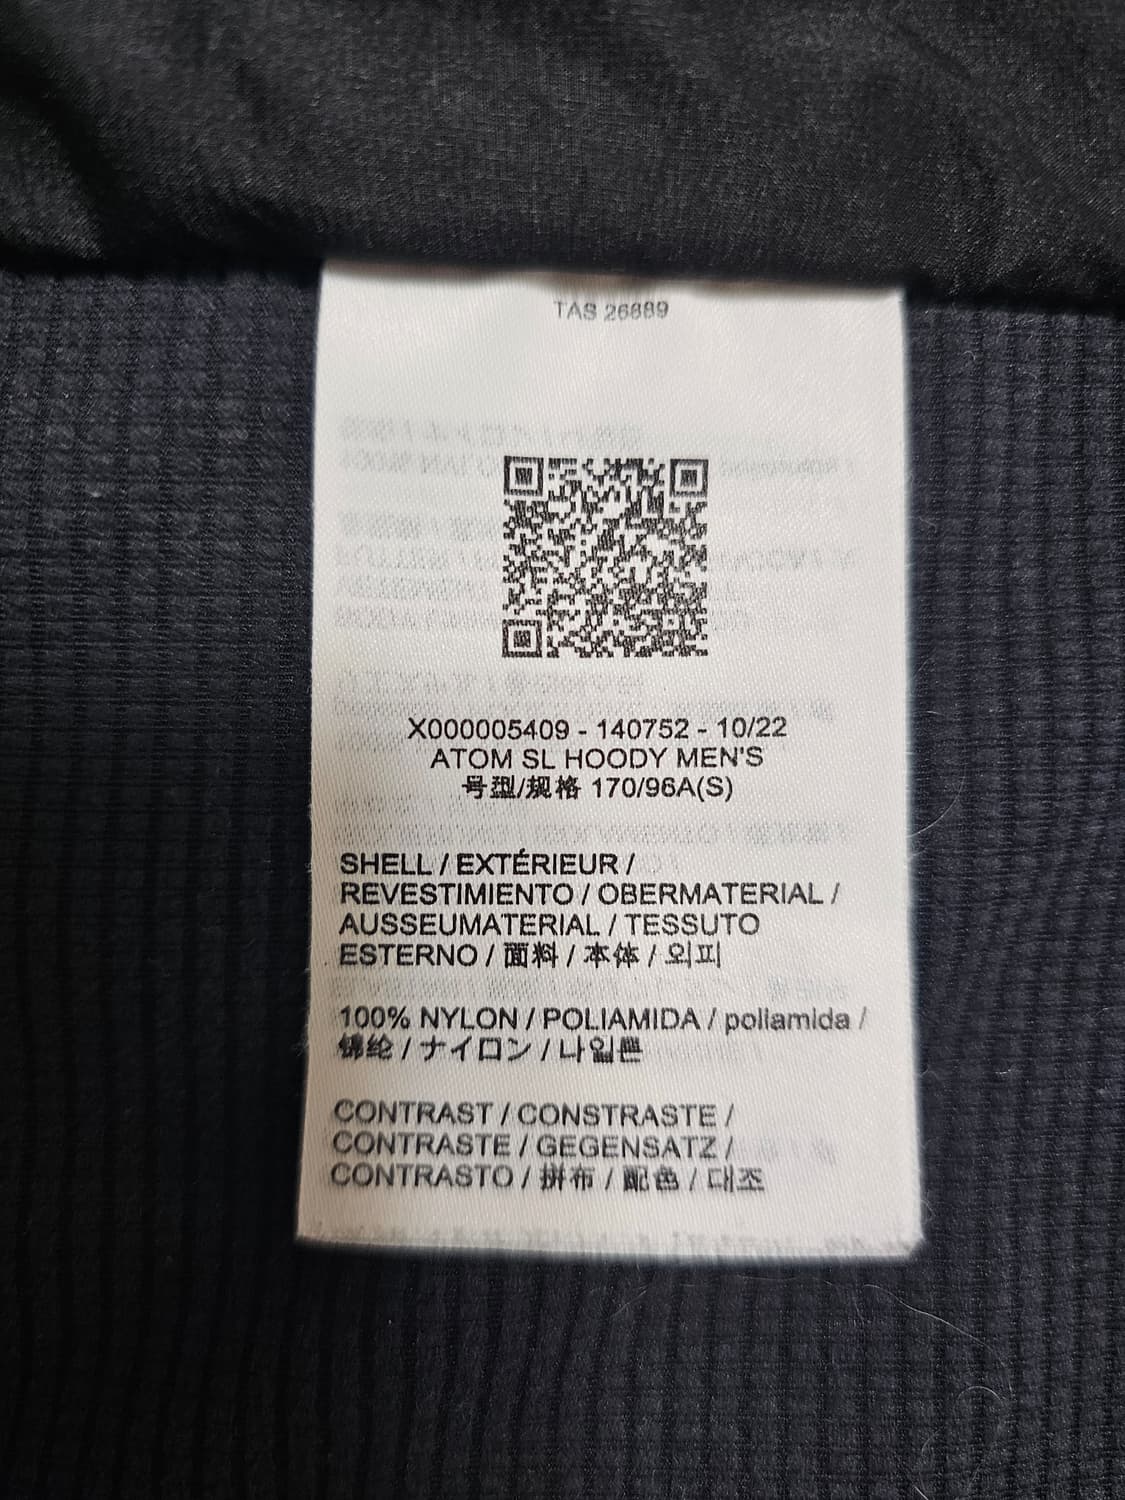 TAS 26889
X000005409 - 140752 - 10/22
ATOM SL HOODY MEN'S
号型/规格 170/96A(S)
SHELL / EXTÉRIEUR /
REVESTIMIENTO / OBERMATERIAL /
AUSSEUMATERIAL / TESSUTO
ESTERNO / 面料 / 本体 / 외피
100% NYLON / POLIAMIDA / poliamida /
锦纶 / ナイロン / 나일론
CONTRAST / CONSTRASTE /
CONTRASTE / GEGENSATZ /
CONTRASTO / 拼布 / 配色 / 대조